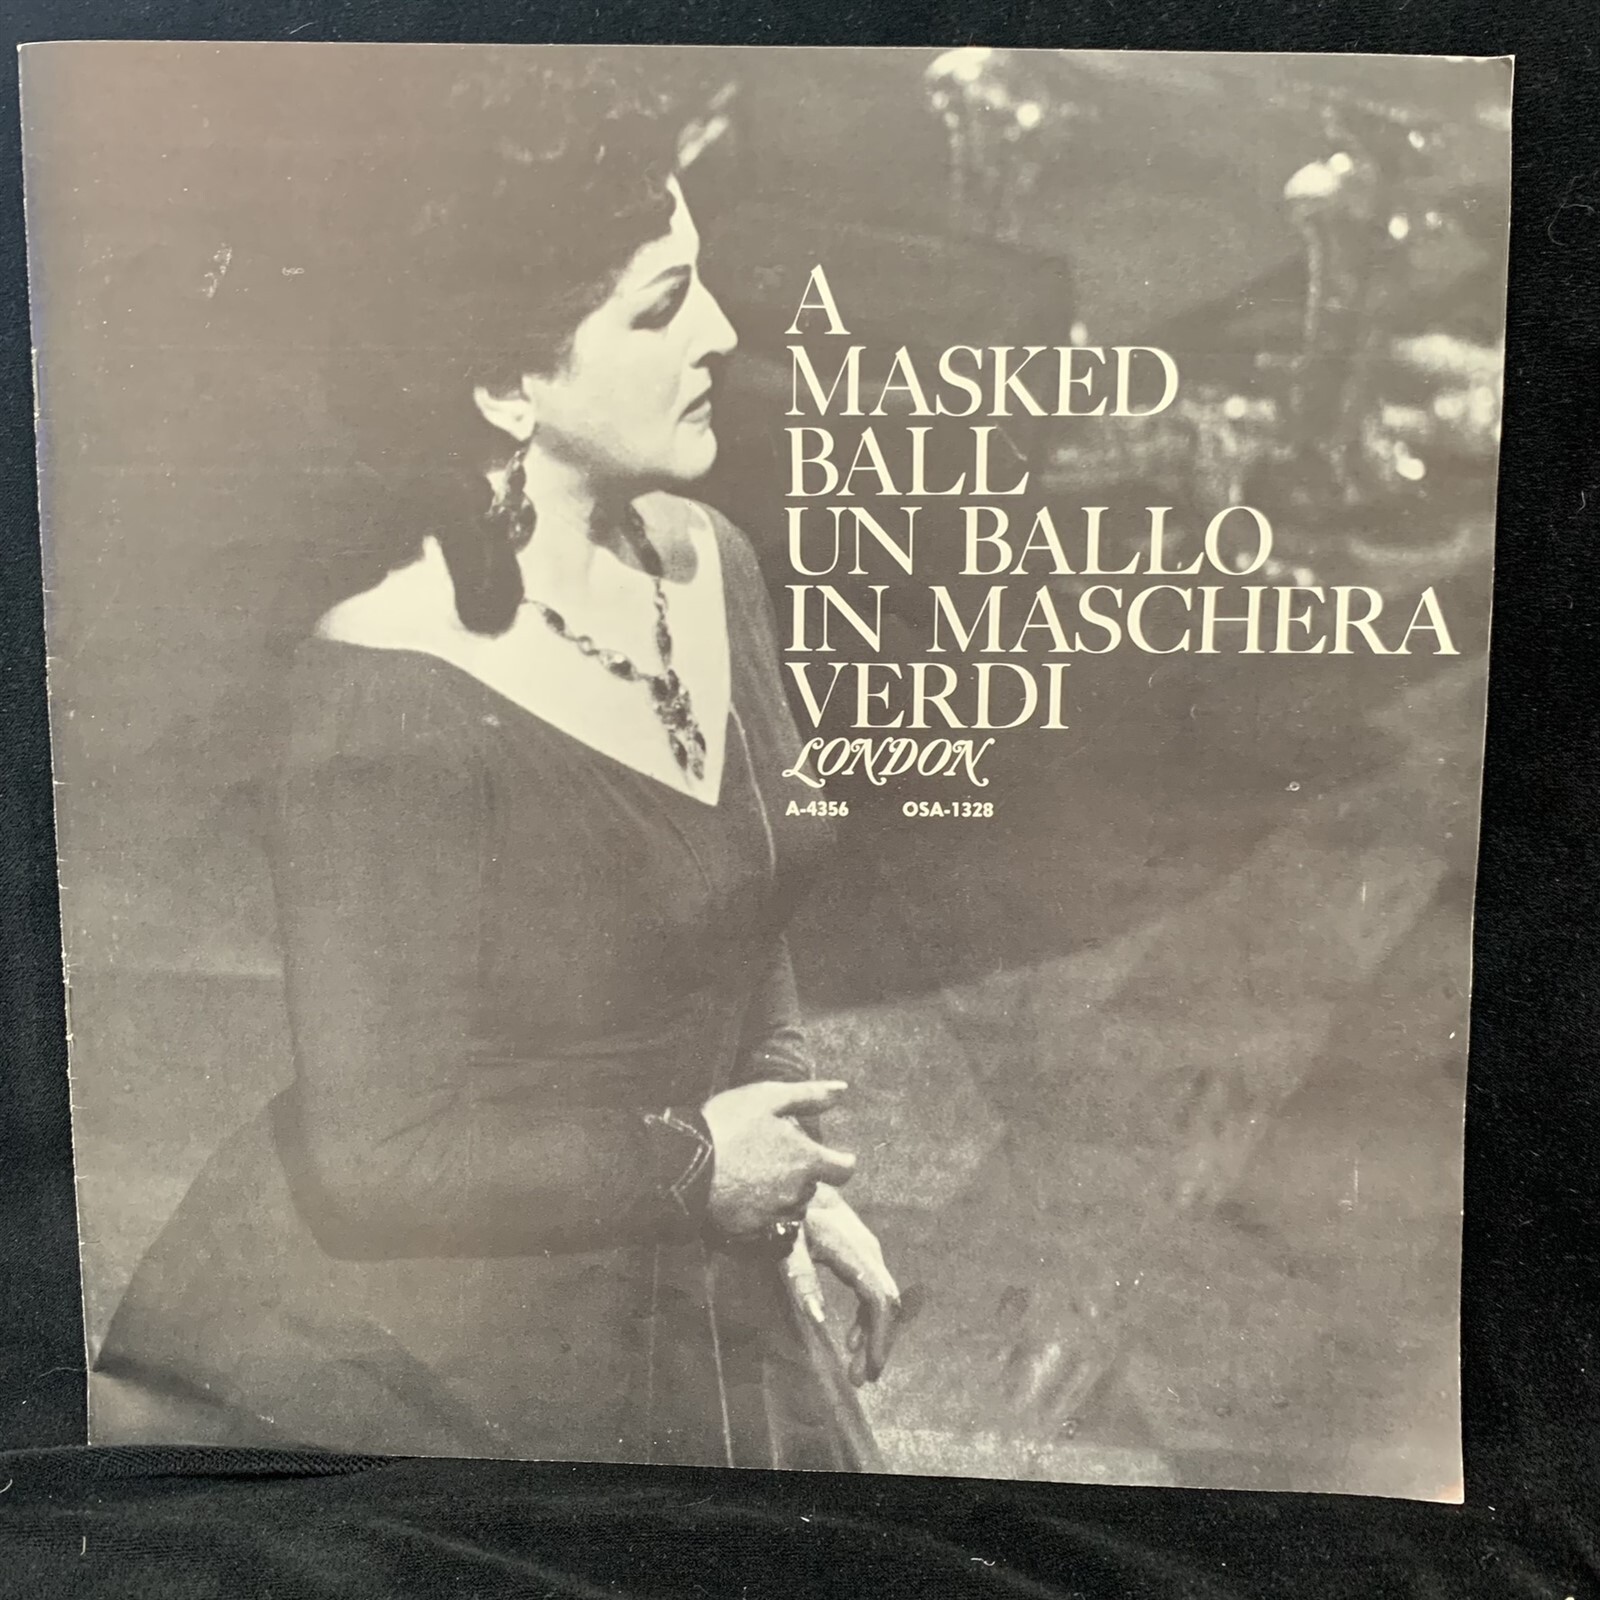 A
MASKED
BALL
UN BALLO
IN MASCHERA
VERDI
LONDON
A-4356 OSA-1328